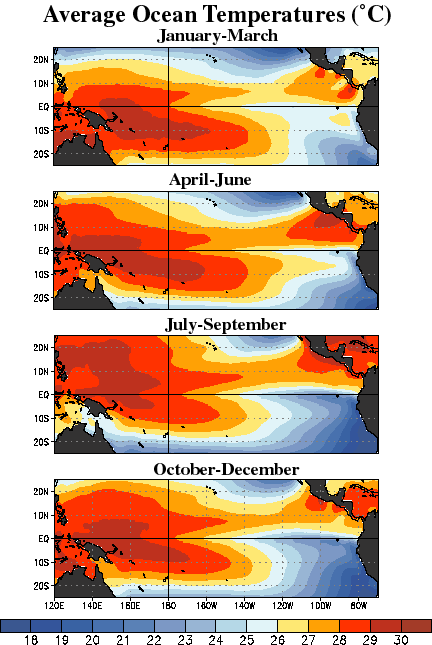 Average Ocean Temperatures (˚C)
January-March
20N
10N
EQ
10S
20S
April-June
20N
10N
EQ
10S
20S
July-September
20N
10N
EQ
10S
20S
October-December
20N
10N
EQ
10S
20S
120E 140E 160E 180 160W 140W 120W 100W 80W
18 19 20 22 23 24 25 26 27 28 29 30